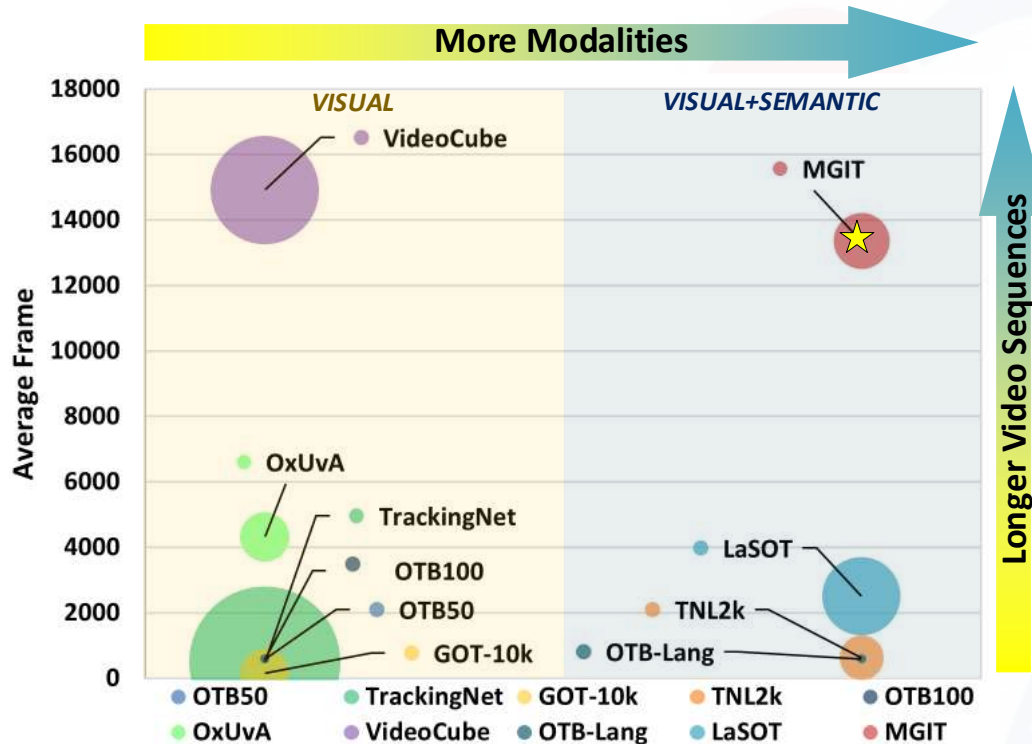 More Modalities
18000
VISUAL
VISUAL+SEMANTIC
16000
VideoCube
MGIT
14000
12000
10000
8000
6000
4000
2000
0
Average Frame
OxUvA
TrackingNet
OTB100
OTB50
GOT-10k
LaSOT
TNL2k
OTB-Lang
Longer Video Sequences
OTB50 TrackingNet GOT-10k TNL2k OTB100
OxUvA VideoCube OTB-Lang LaSOT MGIT